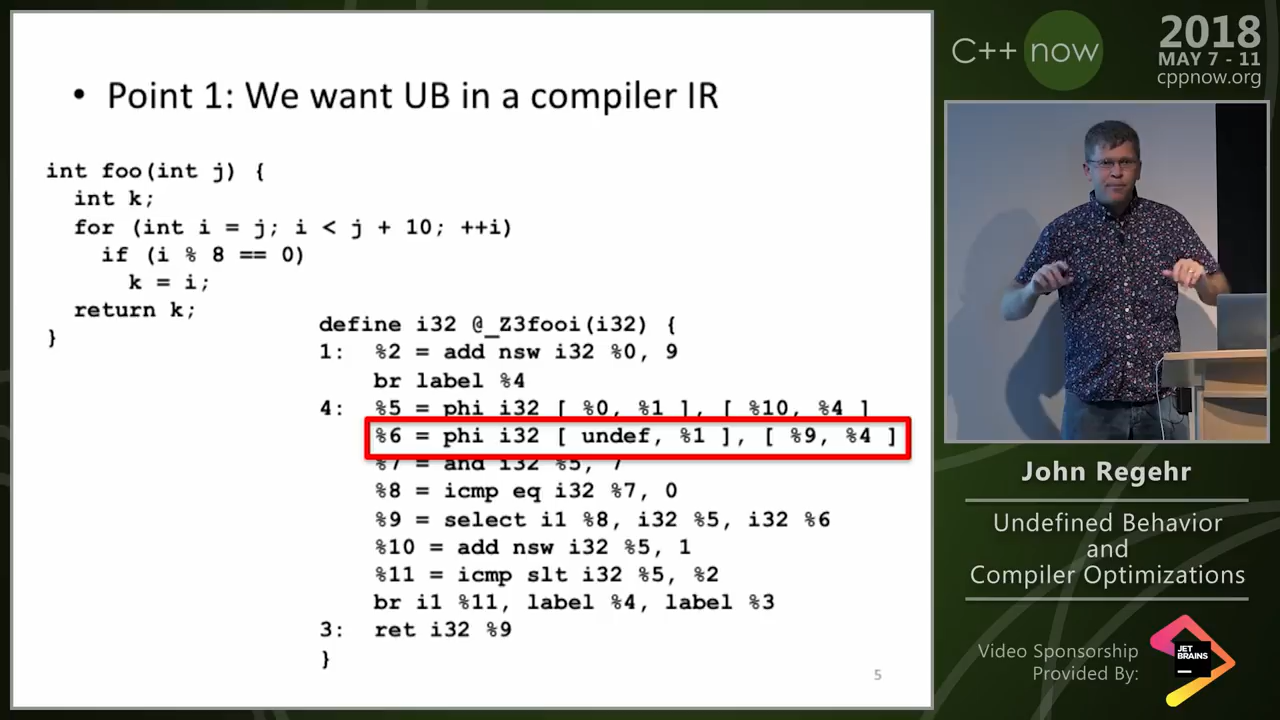 • Point 1: We want UB in a compiler IR
int foo(int j) {
int k;
for (int i = j; i < j + 10; ++i)
if (i % 8 == 0)
k = i;
return k;
}
define i32 @_Z3fooi(i32) {
1: %2 = add nsw i32 %0, 9
br label %4
4: %5 = phi i32 [ %0, %1 ], [ %10, %4 ]
%6 = phi i32 [ undef, %1 ], [ %9, %4 ]
%7 = and i32 %5, 7
%8 = icmp eq i32 %7, 0
%9 = select i1 %8, i32 %5, i32 %6
%10 = add nsw i32 %5, 1
%11 = icmp slt i32 %5, %2
br i1 %11, label %4, label %3
3: ret i32 %9
}
5
C++ now
2018
MAY 7 - 11
cppnow.org
John Regehr
Undefined Behavior
and
Compiler Optimizations
Video Sponsorship
Provided By:
JET
BRAINS